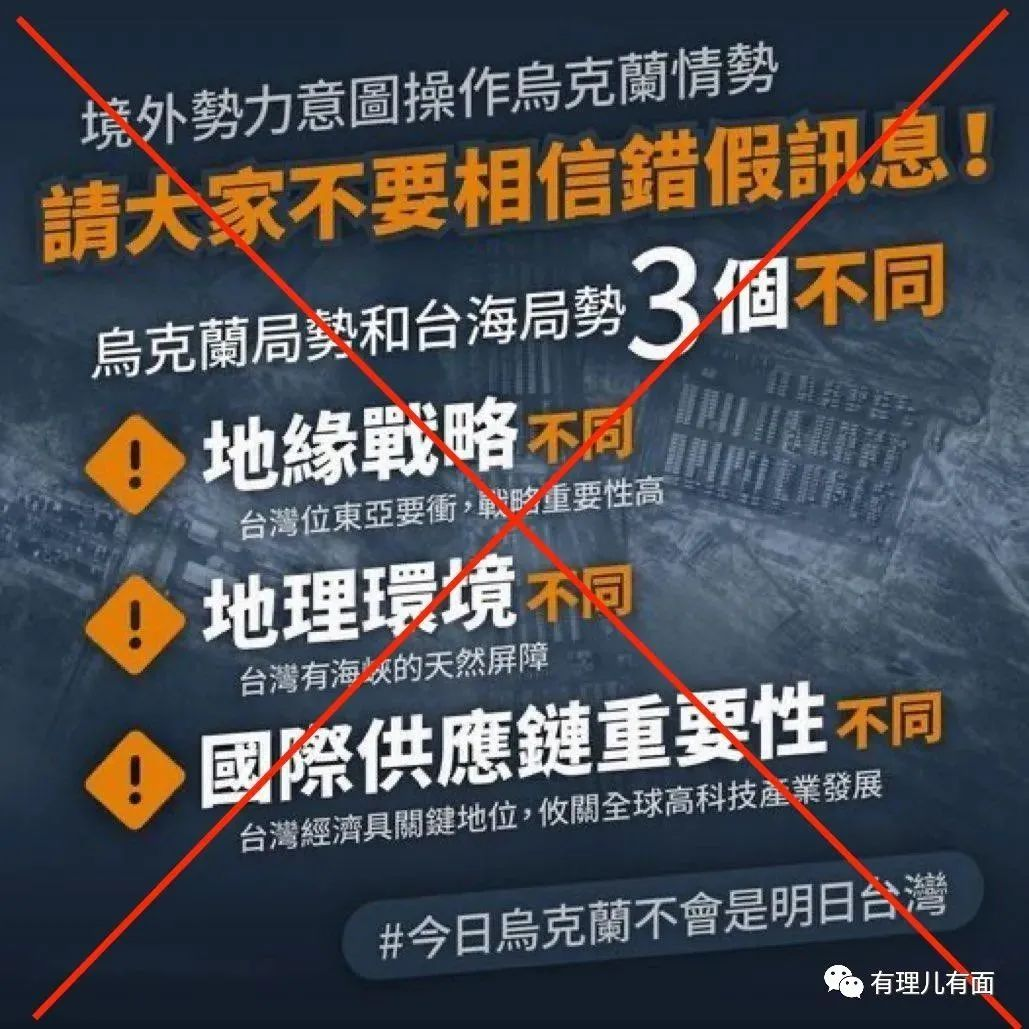 境外勢力意圖操作烏克蘭情勢
請大家不要相信錯假訊息！
烏克蘭局勢和台海局勢3個不同
地緣戰略不同
台灣位東亞要衝，戰略重要性高
地理環境不同
台灣有海峽的天然屏障
國際供應鏈重要性不同
台灣經濟具關鍵地位，攸關全球高科技產業發展
#今日烏克蘭不會是明日台灣
有理儿有面